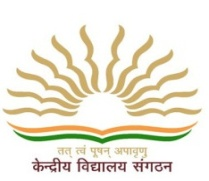 तत् त्वं पूषन् अपावृणु
केन्द्रीय विद्यालय संगठन